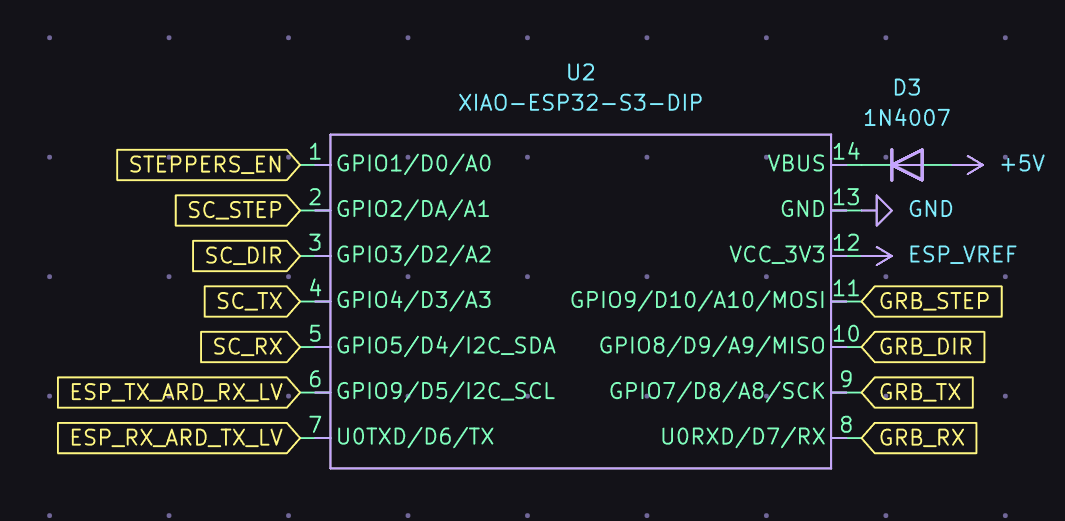 U2
XIAO-ESP32-S3-DIP
D3
1N4007
STEPPERS_EN 1 GPIO1/D0/A0 VBUS 14 +5V
SC_STEP 2 GPIO2/DA/A1 GND 13 GND
SC_DIR 3 GPIO3/D2/A2 VCC_3V3 12 ESP_VREF
SC_TX 4 GPIO4/D3/A3 GPIO9/D10/A10/MOSI 11 GRB_STEP
SC_RX 5 GPIO5/D4/I2C_SDA GPIO8/D9/A9/MISO 10 GRB_DIR
ESP_TX_ARD_RX_LV 6 GPIO9/D5/I2C_SCL GPIO7/D8/A8/SCK 9 GRB_TX
ESP_RX_ARD_TX_LV 7 U0TXD/D6/TX U0RXD/D7/RX 8 GRB_RX